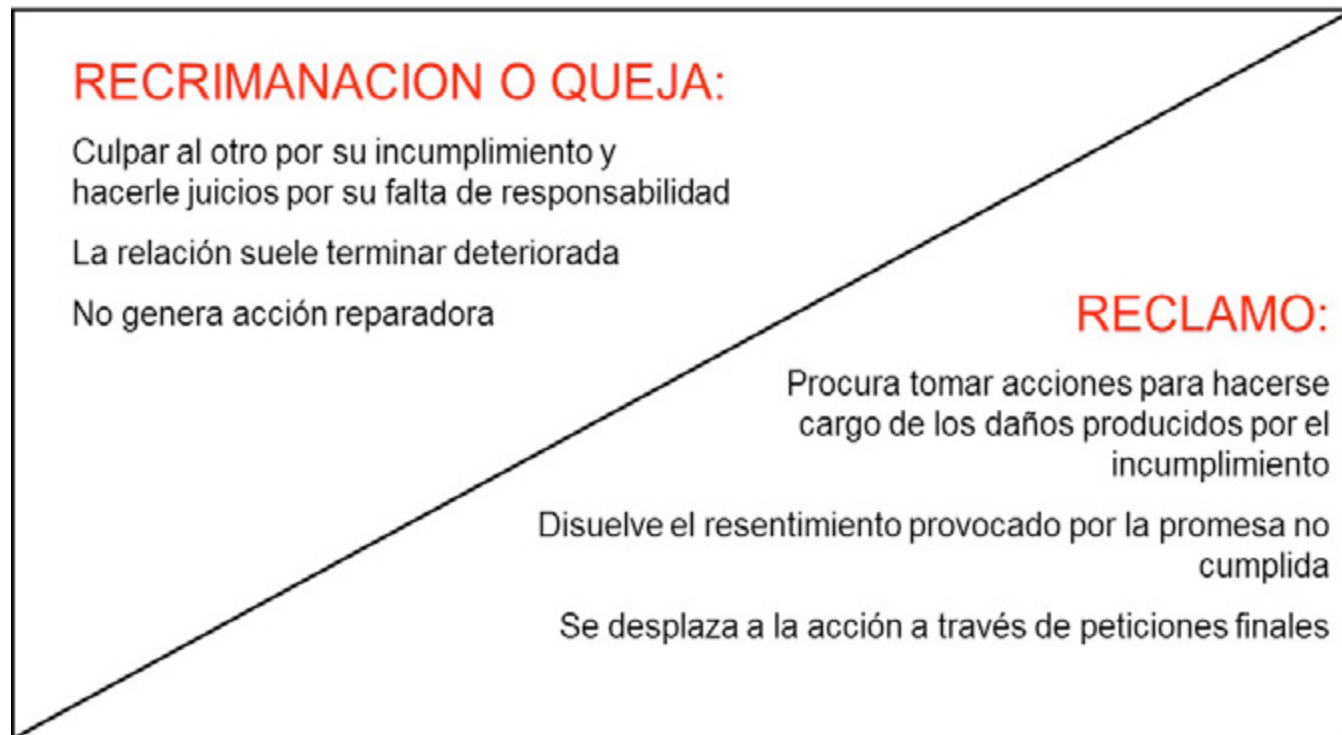 RECRIMANACION O QUEJA:
Culpar al otro por su incumplimiento y
hacerle juicios por su falta de responsabilidad
La relación suele terminar deteriorada
No genera acción reparadora
RECLAMO:
Procura tomar acciones para hacerse
cargo de los daños producidos por el
incumplimiento
Disuelve el resentimiento provocado por la promesa no
cumplida
Se desplaza a la acción a través de peticiones finales